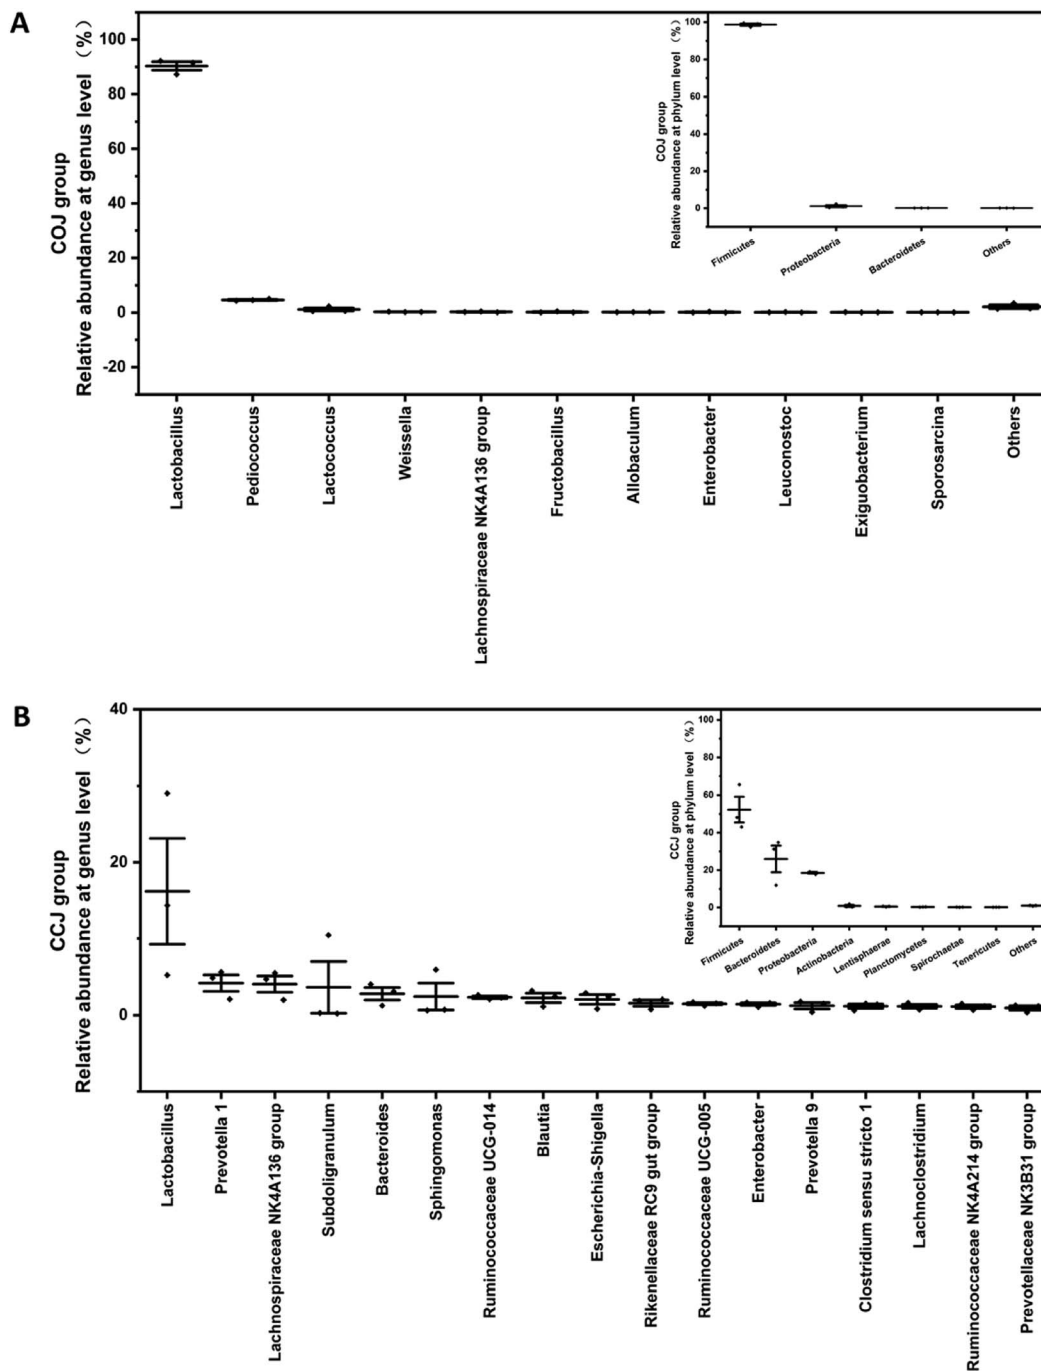 A
COJ group
Relative abundance at genus level（%）
100
80
60
40
20
0
-20
Lactobacillus
Pediococcus
Lactococcus
Weissella
Lachnospiraceae NK4A136 group
Fructobacillus
Allobaculum
Enterobacter
Leuconostoc
Exiguobacterium
Sporosarcina
Others
COJ group
Relative abundance at phylum level（%）
100
80
60
40
20
0
Firmicutes
Proteobacteria
Bacteroidetes
Others
B
CCJ group
Relative abundance at genus level（%）
40
20
0
Lactobacillus
Prevotella 1
Lachnospiraceae NK4A136 group
Subdoligranulum
Bacteroides
Sphingomonas
Ruminococcaceae UCG-014
Blautia
Escherichia-Shigella
Rikenellaceae RC9 gut group
Ruminococcaceae UCG-005
Enterobacter
Prevotella 9
Clostridium sensu stricto 1
Lachnoclostridium
Ruminococcaceae NK4A214 group
Prevotellaceae NK3B31 group
CCJ group
Relative abundance at phylum level（%）
100
80
60
40
20
0
Firmicutes
Bacteroidetes
Proteobacteria
Actinobacteria
Lentisphaerae
Planctomycetes
Spirochaetae
Tenericutes
Others